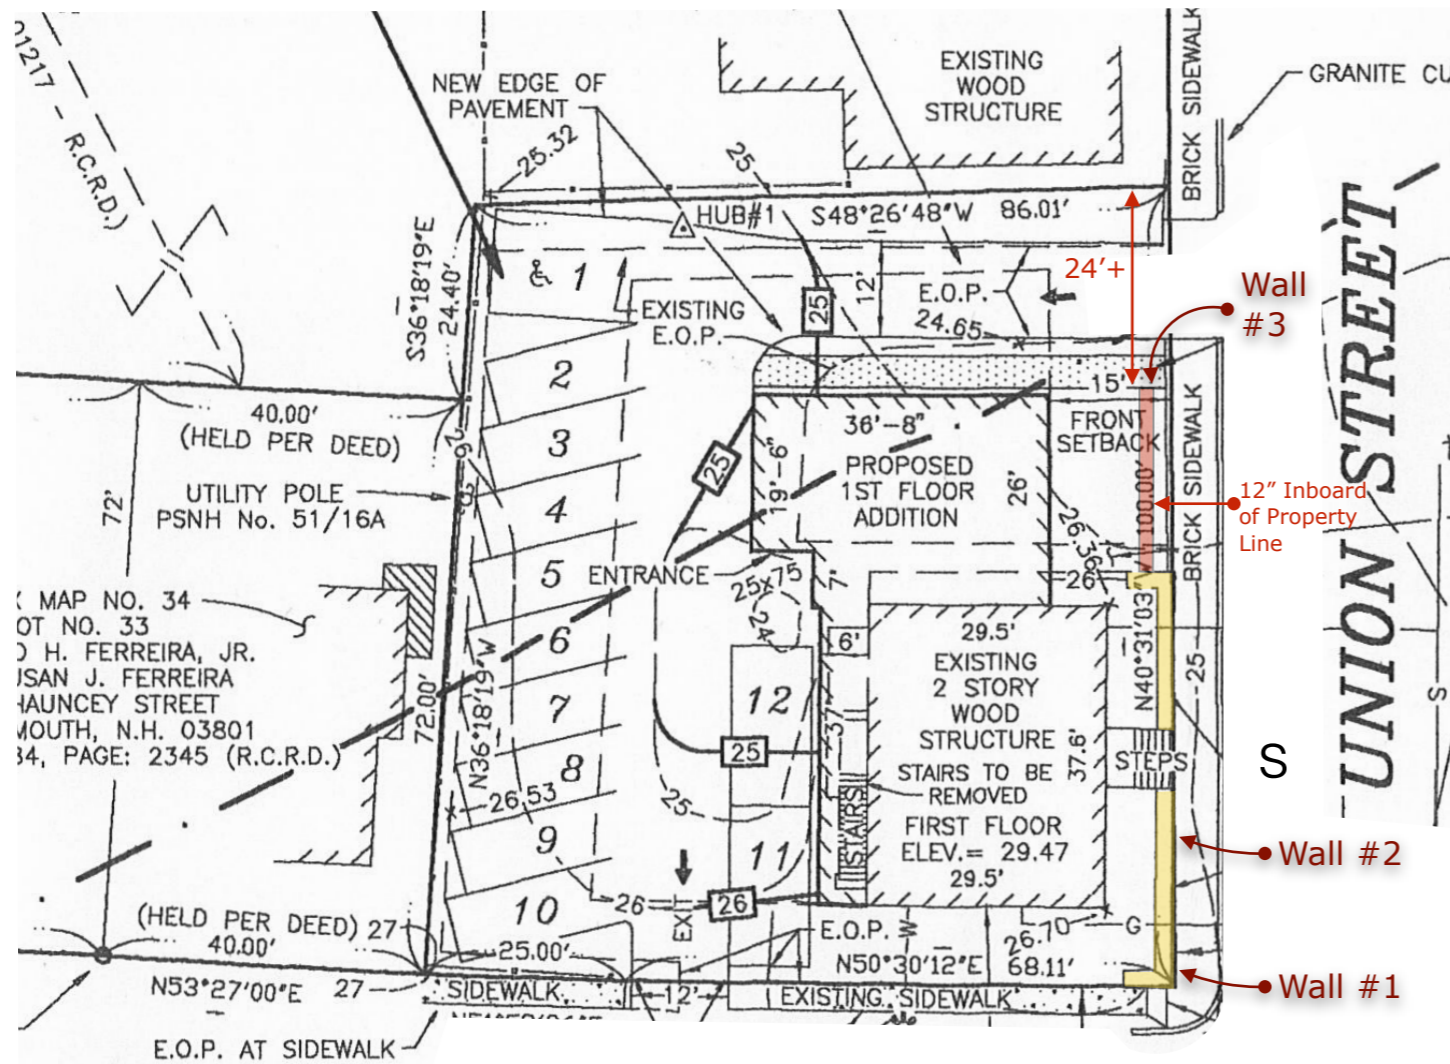 01217 - R.C.R.D.)
NEW EDGE OF
PAVEMENT
25.32
25
EXISTING
WOOD
STRUCTURE
BRICK SIDEWALK
GRANITE CU
HUB#1
S48°26'48"W 86.01'
S36°18'19"E
24.40'
1
EXISTING
E.O.P.
25
12'
E.O.P.
24.65
24'+
Wall
#3
2
15'
FRONT
SETBACK
40.00'
(HELD PER DEED)
3
25
36'-8"
19'-6"
PROPOSED
1ST FLOOR
ADDITION
26'
100.00'
BRICK SIDEWALK
12" Inboard
of Property
Line
UNION STREET
72'
UTILITY POLE
PSNH No. 51/16A
26
4
26.36
5
ENTRANCE
25x75
24
7'
26
N40°31'03"W
MAP NO. 34
OT NO. 33
H. FERREIRA, JR.
USAN J. FERREIRA
HAUNCEY STREET
MOUTH, N.H. 03801
34, PAGE: 2345 (R.C.R.D.)
72.00'
N36°18'19"W
6
6'
7
12
37'
29.5'
EXISTING
2 STORY
WOOD
STRUCTURE
37.6'
STAIRS TO BE
REMOVED
FIRST FLOOR
ELEV.= 29.47
29.5'
25
STEPS
S
S
25
8
26.53
25
STAIRS
9
11
Wall #2
10
26
EXIT
26
(HELD PER DEED) 27
40.00'
25.00'
E.O.P.
W
26.70
G
N50°30'12"E 68.11'
N53°27'00"E 27
SIDEWALK
12'
EXISTING SIDEWALK
Wall #1
E.O.P. AT SIDEWALK